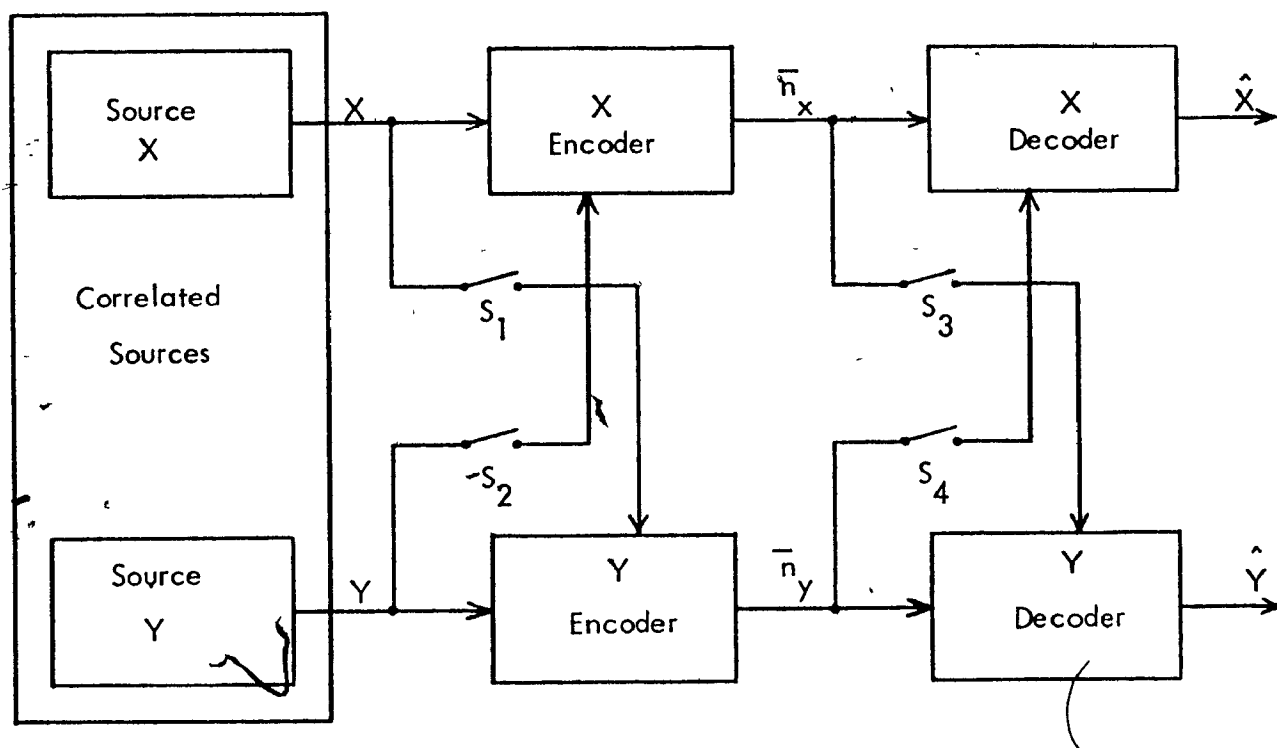 Source
X
X
X
Encoder
n̅x
X
Decoder
X̂
Correlated
Sources
S1
S2
S3
S4
Source
Y
Y
Y
Encoder
n̅y
Y
Decoder
Ŷ